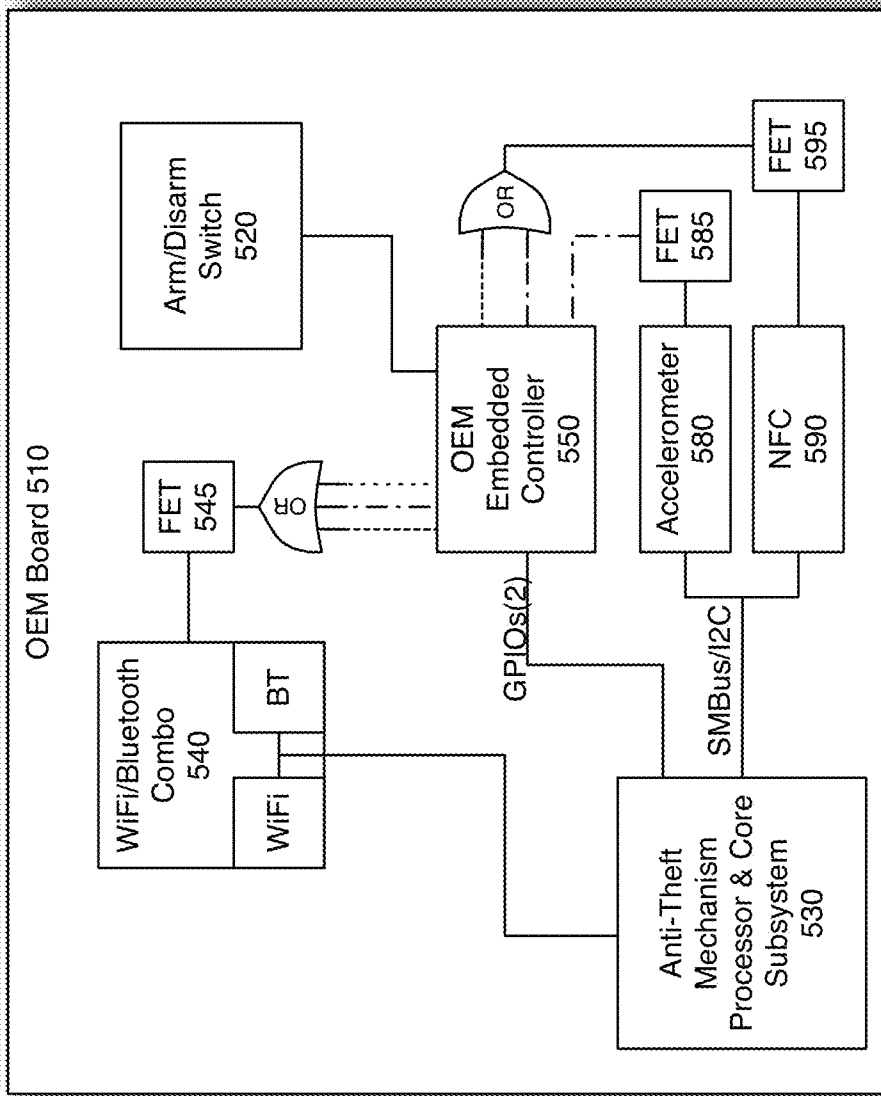 OEM Board 510
WiFi/Bluetooth
Combo
540
WiFi
BT
FET
545
OR
Arm/Disarm
Switch
520
OEM
Embedded
Controller
550
OR
GPIOs(2)
FET
585
FET
595
Accelerometer
580
NFC
590
SMBus/I2C
Anti-Theft
Mechanism
Processor & Core
Subsystem
530